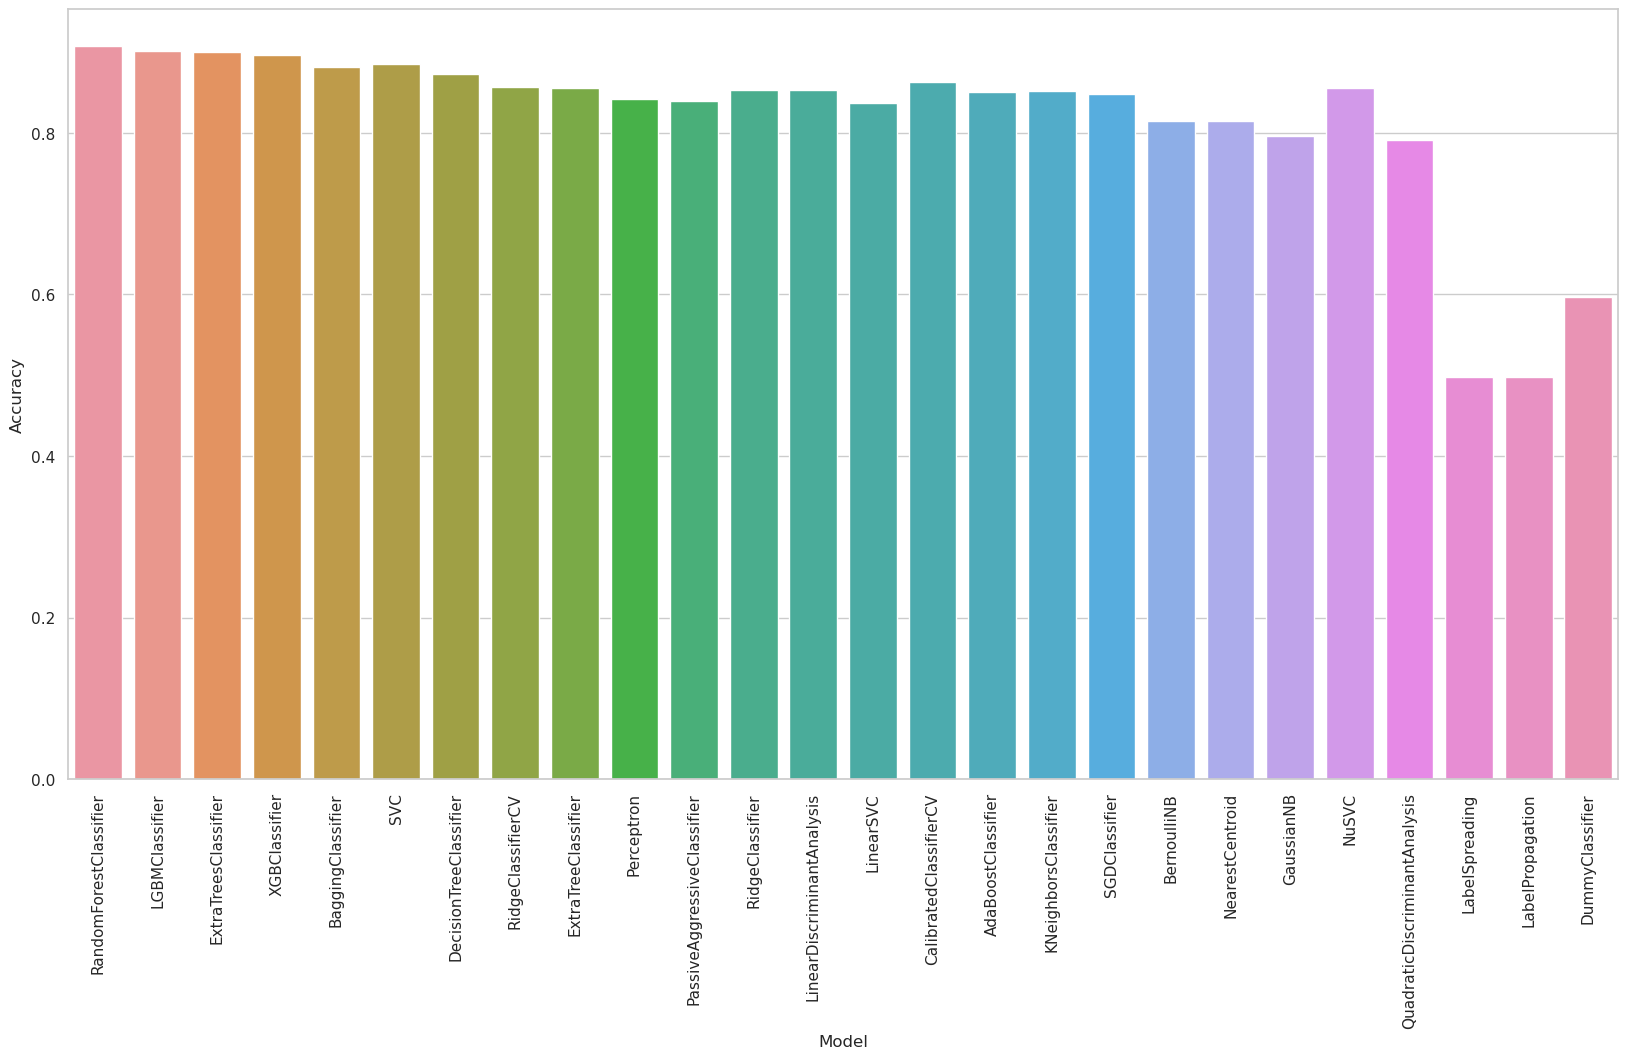 Accuracy
0.8
0.6
0.4
0.2
0.0
RandomForestClassifier
LGBMClassifier
ExtraTreesClassifier
XGBClassifier
BaggingClassifier
SVC
DecisionTreeClassifier
RidgeClassifierCV
ExtraTreeClassifier
Perceptron
PassiveAggressiveClassifier
RidgeClassifier
LinearDiscriminantAnalysis
LinearSVC
CalibratedClassifierCV
AdaBoostClassifier
KNeighborsClassifier
SGDClassifier
BernoulliNB
NearestCentroid
GaussianNB
NuSVC
QuadraticDiscriminantAnalysis
LabelSpreading
LabelPropagation
DummyClassifier
Model